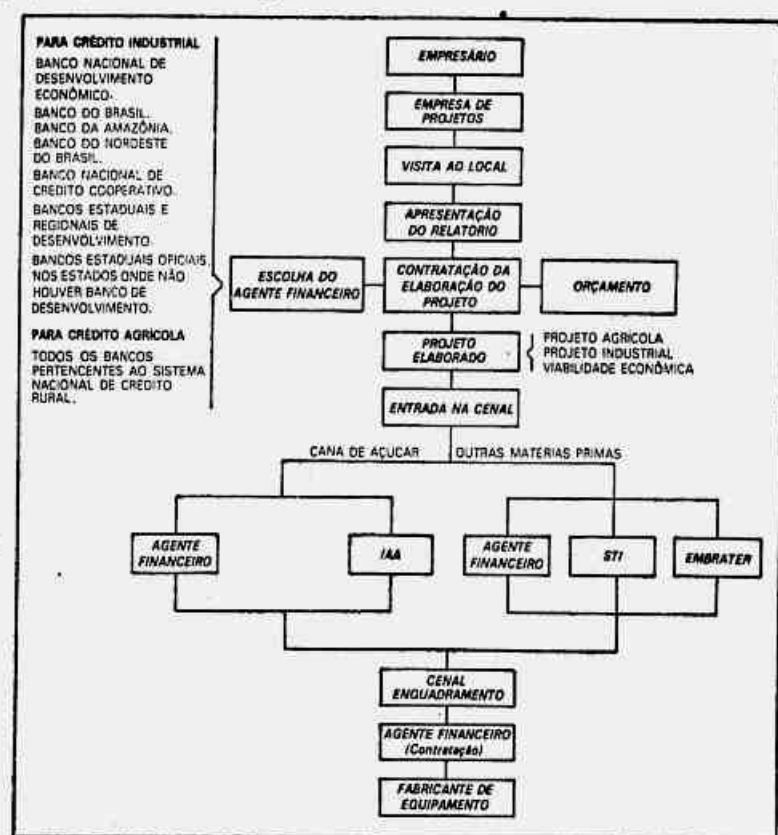 PARA CRÉDITO INDUSTRIAL
BANCO NACIONAL DE
DESENVOLVIMENTO
ECONÔMICO.
BANCO DO BRASIL.
BANCO DA AMAZÔNIA.
BANCO DO NORDESTE
DO BRASIL.
BANCO NACIONAL DE
CRÉDITO COOPERATIVO.
BANCOS ESTADUAIS E
REGIONAIS DE
DESENVOLVIMENTO.
BANCOS ESTADUAIS OFICIAIS,
NOS ESTADOS ONDE NÃO
HOUVER BANCO DE
DESENVOLVIMENTO.
PARA CRÉDITO AGRÍCOLA
TODOS OS BANCOS
PERTENCENTES AO SISTEMA
NACIONAL DE CRÉDITO
RURAL.
EMPRESÁRIO
EMPRESA DE
PROJETOS
VISITA AO LOCAL
APRESENTAÇÃO
DO RELATÓRIO
ESCOLHA DO
AGENTE FINANCEIRO
CONTRATAÇÃO DA
ELABORAÇÃO DO
PROJETO
ORÇAMENTO
PROJETO
ELABORADO
PROJETO AGRÍCOLA
PROJETO INDUSTRIAL
VIABILIDADE ECONÔMICA
ENTRADA NA CENAL
CANA DE AÇUCAR
OUTRAS MATERIAS PRIMAS
AGENTE
FINANCEIRO
IAA
AGENTE
FINANCEIRO
STI
EMBRATER
CENAL
ENQUADRAMENTO
AGENTE FINANCEIRO
(Contratação)
FABRICANTE DE
EQUIPAMENTO